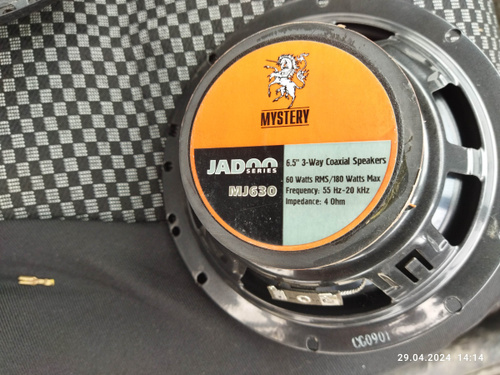 MYSTERY
JADOO
SERIES
MJ630
6.5" 3-Way Coaxial Speakers
60 Watts RMS/180 Watts Max
Frequency: 55 Hz-20 kHz
Impedance: 4 Ohm
29.04.2024 14:14